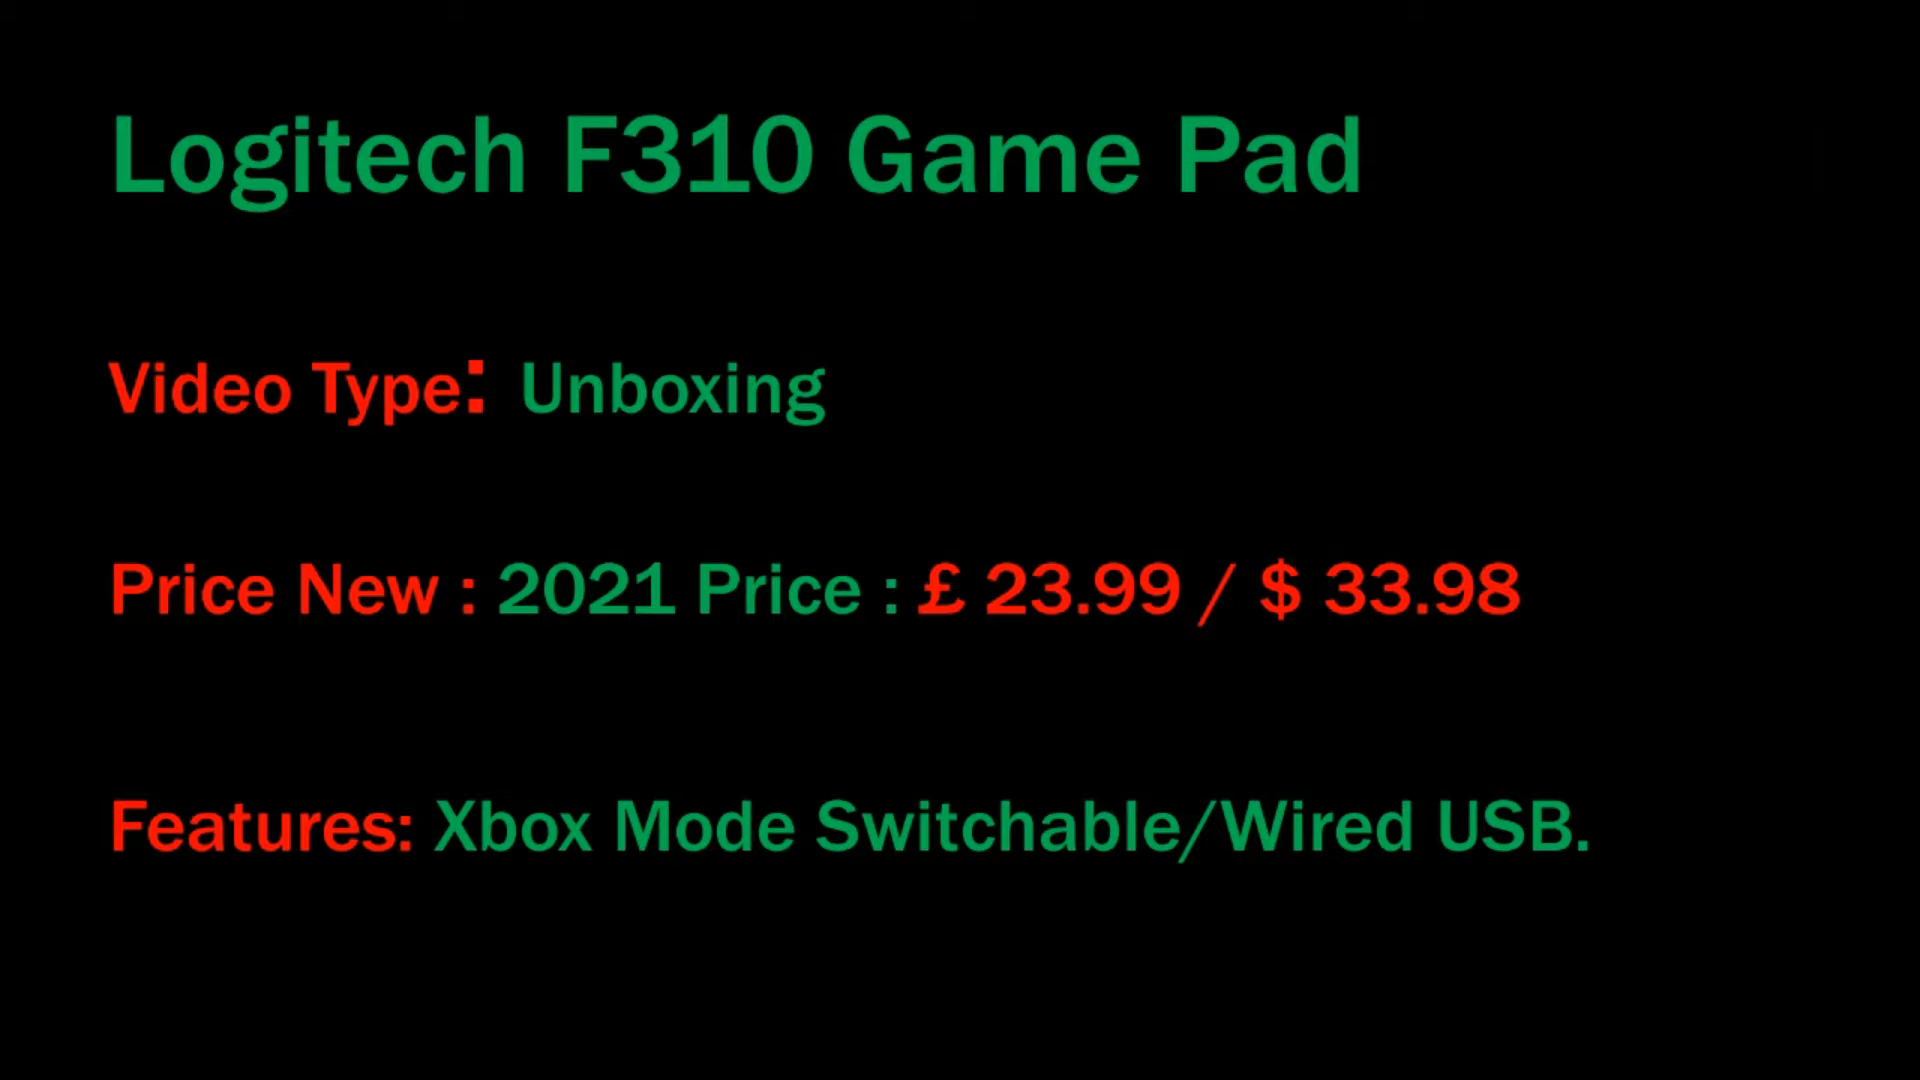 Logitech F310 Game Pad
Video Type: Unboxing
Price New : 2021 Price : £ 23.99 / $ 33.98
Features: Xbox Mode Switchable/Wired USB.